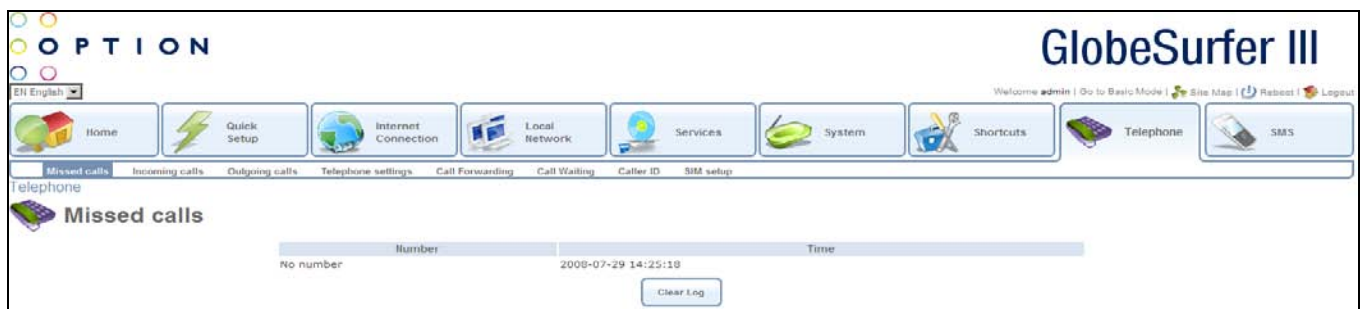 OPTION
GlobeSurfer III
EN English
Welcome admin | Go to Basic Mode | Site Map | Reboot | Logout
Home
Quick Setup
Internet Connection
Local Network
Services
System
Shortcuts
Telephone
SMS
Missed calls Incoming calls Outgoing calls Telephone settings Call Forwarding Call Waiting Caller ID SIM setup
Telephone
Missed calls
Number Time
No number 2008-07-29 14:25:18
Clear Log